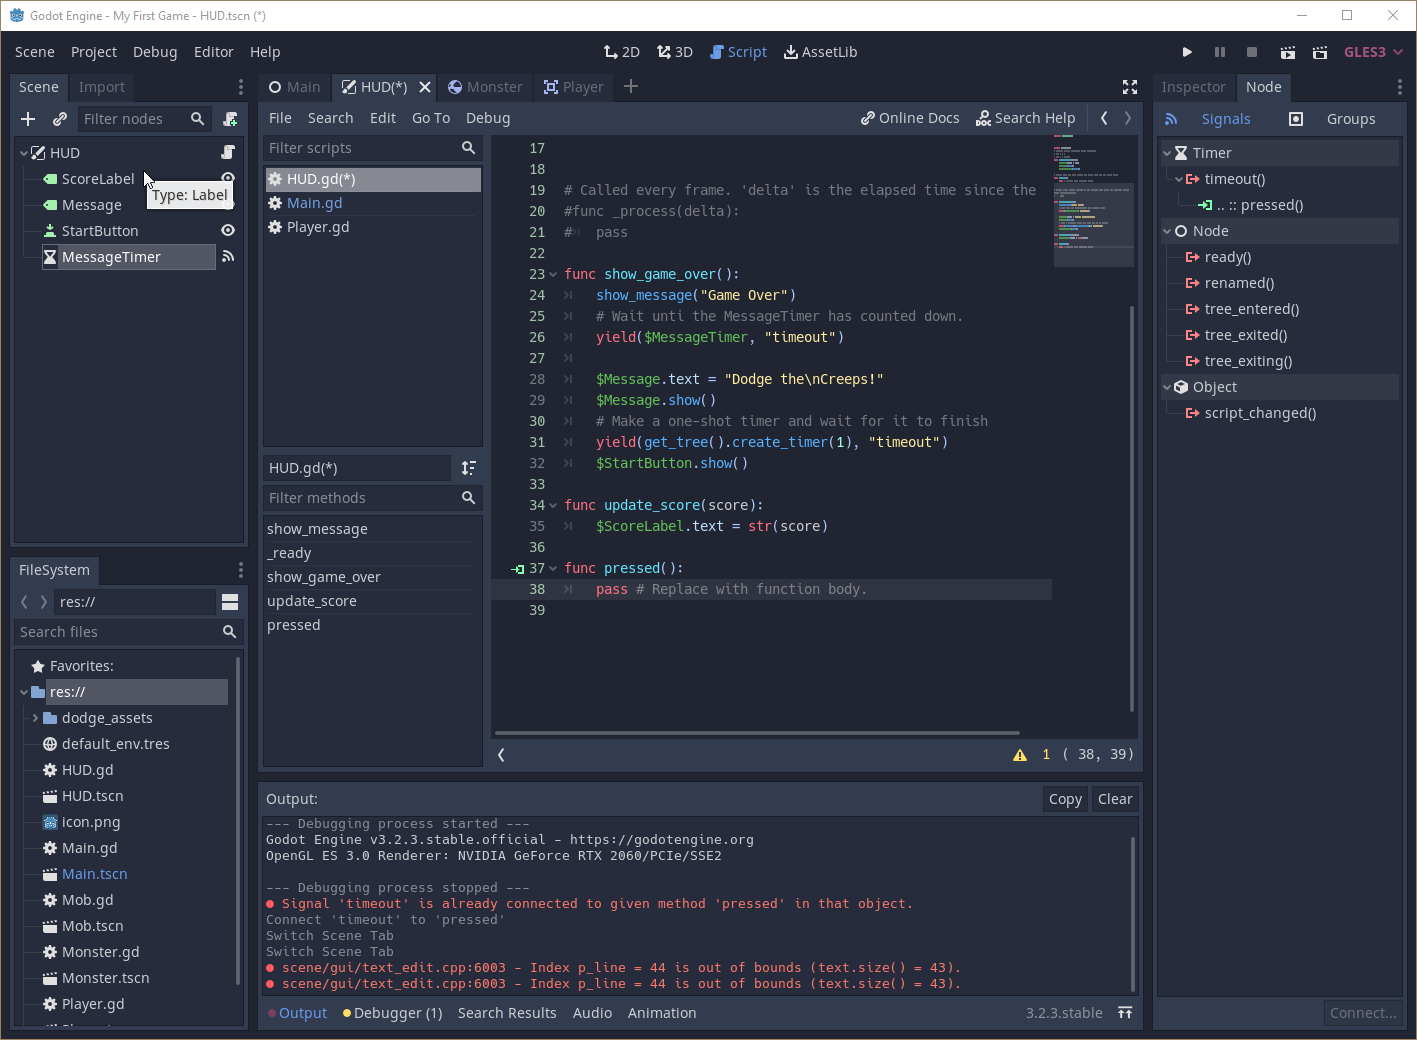 Godot Engine - My First Game - HUD.tscn (*)
Scene Project Debug Editor Help
2D 3D Script AssetLib
GLES3
Scene Import
Filter nodes
HUD
ScoreLabel
Type: Label
Message
StartButton
MessageTimer
FileSystem
res://
Search files
Favorites:
res://
dodge_assets
default_env.tres
HUD.gd
HUD.tscn
icon.png
Main.gd
Main.tscn
Mob.gd
Mob.tscn
Monster.gd
Monster.tscn
Player.gd
Main HUD(*) Monster Player
File Search Edit Go To Debug
Online Docs Search Help
Filter scripts
HUD.gd(*)
Main.gd
Player.gd
HUD.gd(*)
Filter methods
show_message
_ready
show_game_over
update_score
pressed
17
18
19 # Called every frame. 'delta' is the elapsed time since the
20 #func _process(delta):
21 # pass
22
23 func show_game_over():
24 show_message("Game Over")
25 # Wait until the MessageTimer has counted down.
26 yield($MessageTimer, "timeout")
27
28 $Message.text = "Dodge the\nCreeps!"
29 $Message.show()
30 # Make a one-shot timer and wait for it to finish
31 yield(get_tree().create_timer(1), "timeout")
32 $StartButton.show()
33
34 func update_score(score):
35 $ScoreLabel.text = str(score)
36
37 func pressed():
38 pass # Replace with function body.
39
1 ( 38, 39)
Output:
Copy Clear
--- Debugging process started ---
Godot Engine v3.2.3.stable.official - https://godotengine.org
OpenGL ES 3.0 Renderer: NVIDIA GeForce RTX 2060/PCIe/SSE2
--- Debugging process stopped ---
Signal 'timeout' is already connected to given method 'pressed' in that object.
Connect 'timeout' to 'pressed'
Switch Scene Tab
Switch Scene Tab
scene/gui/text_edit.cpp:6003 - Index p_line = 44 is out of bounds (text.size() = 43).
scene/gui/text_edit.cpp:6003 - Index p_line = 44 is out of bounds (text.size() = 43).
Output Debugger (1) Search Results Audio Animation
3.2.3.stable
Inspector Node
Signals Groups
Timer
timeout()
.. :: pressed()
Node
ready()
renamed()
tree_entered()
tree_exited()
tree_exiting()
Object
script_changed()
Connect...